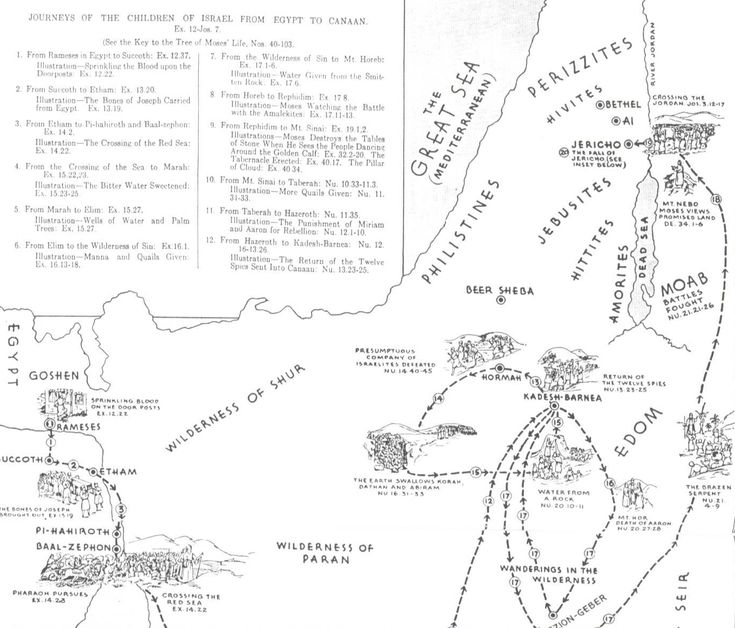 JOURNEYS OF THE CHILDREN OF ISRAEL FROM EGYPT TO CANAAN.
Ex. 12-Jos. 7.
(See the Key to the Tree of Moses' Life, Nos. 40-103.
1. From Rameses in Egypt to Succoth: Ex. 12.37.
Illustration—Sprinkling the Blood upon the
Doorposts: Ex. 12.22.
2. From Succoth to Etham: Ex. 13.20.
Illustration—The Bones of Joseph Carried
from Egypt. Ex. 13.19.
3. From Etham to Pi-hahiroth and Baal-zephon:
Ex. 14.2.
Illustration—The Crossing of the Red Sea:
Ex. 14.22.
4. From the Crossing of the Sea to Marah:
Ex. 15.22,23.
Illustration—The Bitter Water Sweetened:
Ex. 15.23-25.
5. From Marah to Elim: Ex. 15.27.
Illustration—Wells of Water and Palm
Trees: Ex. 15.27.
6. From Elim to the Wilderness of Sin: Ex.16.1.
Illustration—Manna and Quails Given:
Ex. 16.13-18.
7. From the Wilderness of Sin to Mt. Horeb:
Ex. 17.1-6.
Illustration—Water Given from the Smit-
ten Rock. Ex. 17.6.
8. From Horeb to Rephidim: Ex. 17.8.
Illustration—Moses Watching the Battle
with the Amalekites: Ex. 17.11-13.
9. From Rephidim to Mt. Sinai: Ex. 19.1,2.
Illustrations—Moses Destroys the Tables
of Stone When He Sees the People Dancing
Around the Golden Calf: Ex. 32.2-20. The
Tabernacle Erected: Ex. 40.17. The Pillar
of Cloud: Ex. 40.34.
10. From Mt. Sinai to Taberah: Nu. 10.33-11.3.
Illustration—More Quails Given: Nu. 11.
31-33.
11. From Taberah to Hazeroth: Nu. 11.35.
Illustration—The Punishment of Miriam
and Aaron for Rebellion: Nu. 12.1-10.
12. From Hazeroth to Kadesh-Barnea: Nu. 12.
16-13.26.
Illustration—The Return of the Twelve
Spies Sent Into Canaan: Nu. 13.23-25.
THE
GREAT SEA
(MEDITERRANEAN)
PERIZZITES
HIVITES
RIVER JORDAN
BETHEL
AI
JERICHO
19
20
THE FALL OF
JERICHO (SEE
INSET BELOW)
CROSSING THE
JORDAN. JOS. 3.12-17
18
MT. NEBO
MOSES VIEWS
PROMISED LAND
DE. 34.1-6
JEBUSITES
HITTITES
PHILISTINES
AMORITES
DEAD SEA
MOAB
BATTLES
FOUGHT
NU. 21.21-26
BEER SHEBA
EGYPT
GOSHEN
SPRINKLING BLOOD
ON THE DOOR POSTS
EX. 12.22
RAMESES
1
SUCCOTH
2
ETHAM
3
THE BONES OF JOSEPH
BROUGHT OUT, EX 13.19
PI-HAHIROTH
BAAL-ZEPHON
PHARAOH PURSUES
EX. 14.23
CROSSING THE
RED SEA
EX. 14.22
WILDERNESS OF SHUR
WILDERNESS OF
PARAN
PRESUMPTUOUS
COMPANY OF
ISRAELITES DEFEATED
NU. 14.40-45
HORMAH
13
14
RETURN OF
THE TWELVE SPIES
NU. 13.23-25
KADESH-BARNEA
15
THE EARTH SWALLOWS KORAH,
DATHAN AND ABIRAM
NU 16.31-33
15
WATER FROM
A ROCK
NU. 20.10-11
16
MT. HOR
DEATH OF AARON
NU. 20.27-28
EDOM
THE BRAZEN
SERPENT
NU. 21.
4-9
12
17
17
17
17
17
WANDERINGS IN THE
WILDERNESS
EZION-GEBER
SEIR